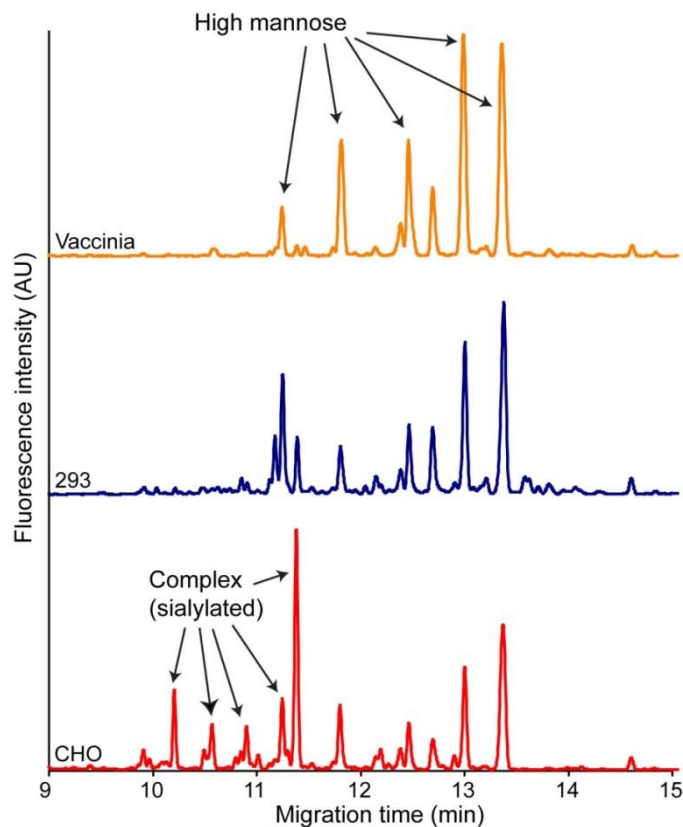 High mannose
Vaccinia
Fluorescence intensity (AU)
293
Complex
(sialylated)
CHO
9 10 11 12 13 14 15
Migration time (min)